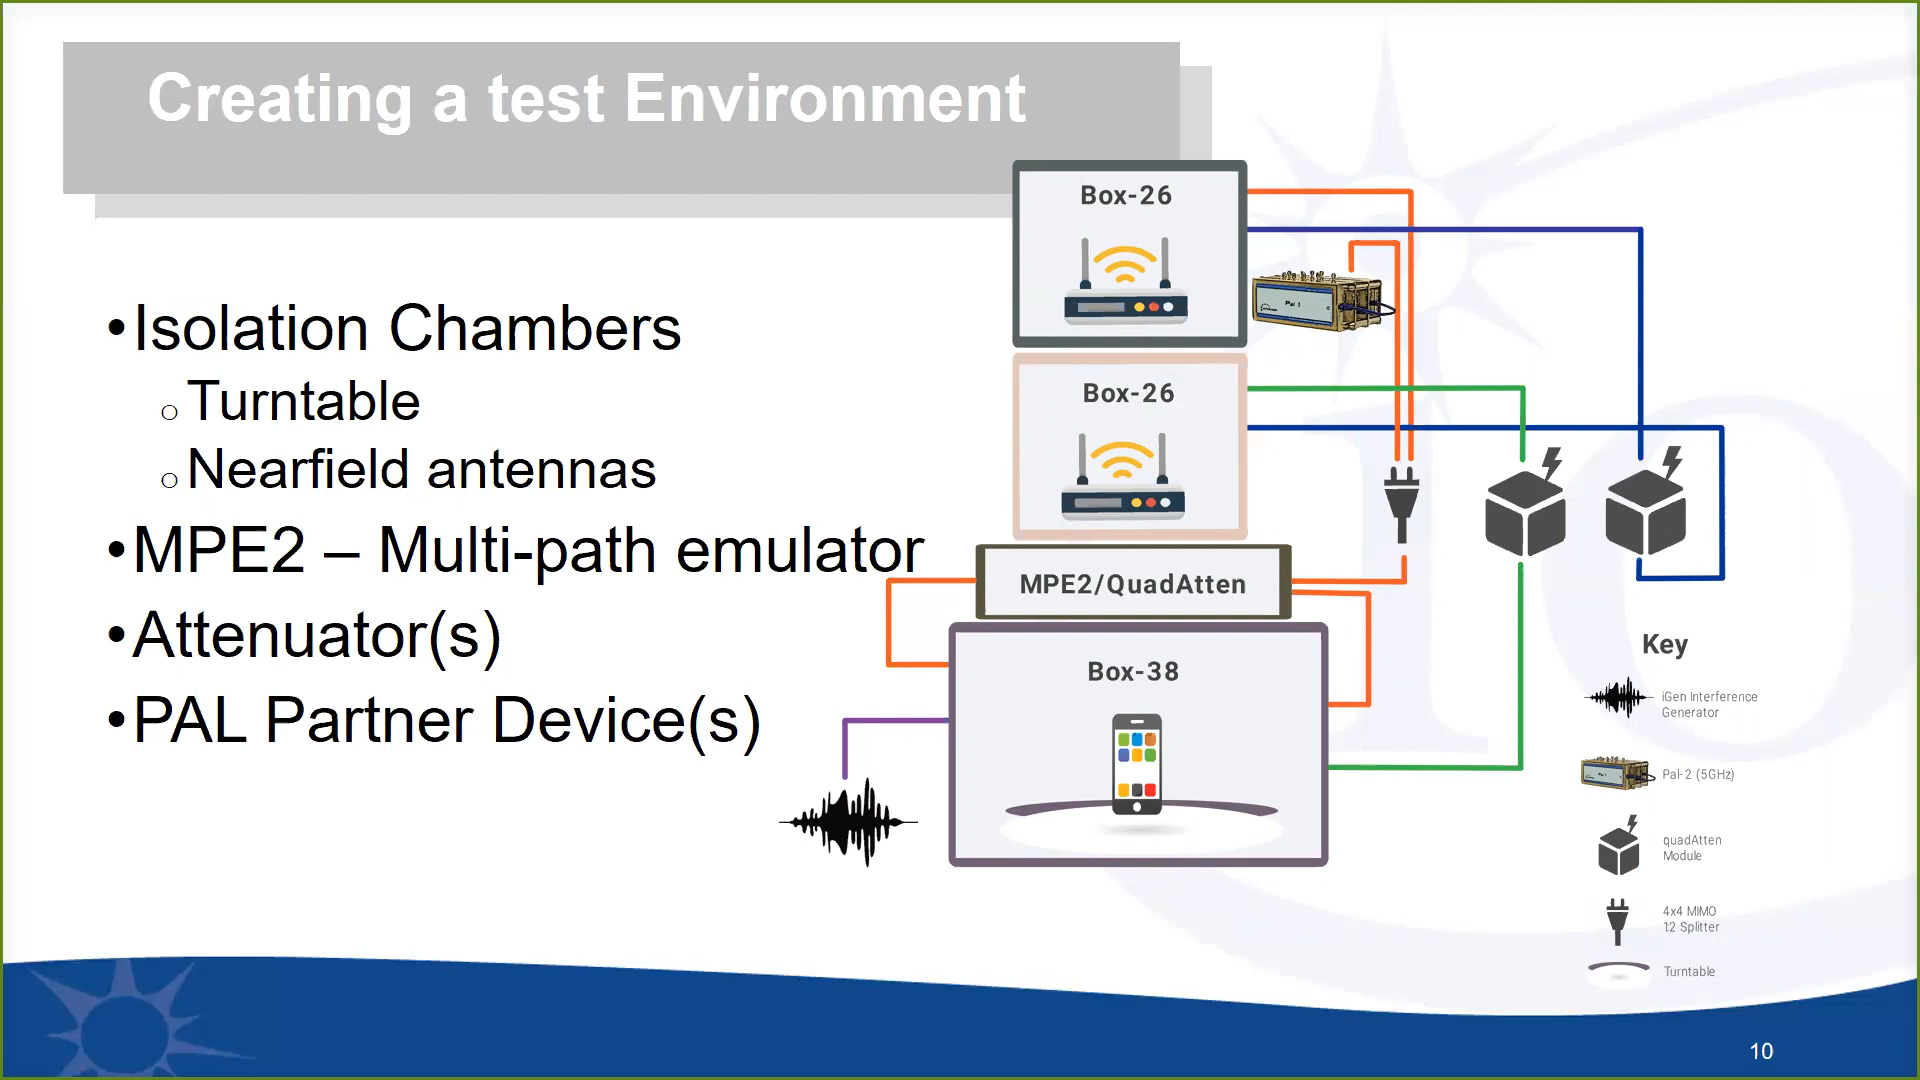 Creating a test Environment
•Isolation Chambers
o Turntable
o Nearfield antennas
•MPE2 – Multi-path emulator
•Attenuator(s)
•PAL Partner Device(s)
Box-26
Pal 1
Box-26
MPE2/QuadAtten
Box-38
Key
iGen Interference
Generator
Pal-2 (5GHz)
quadAtten
Module
4x4 MIMO
12 Splitter
Turntable
10